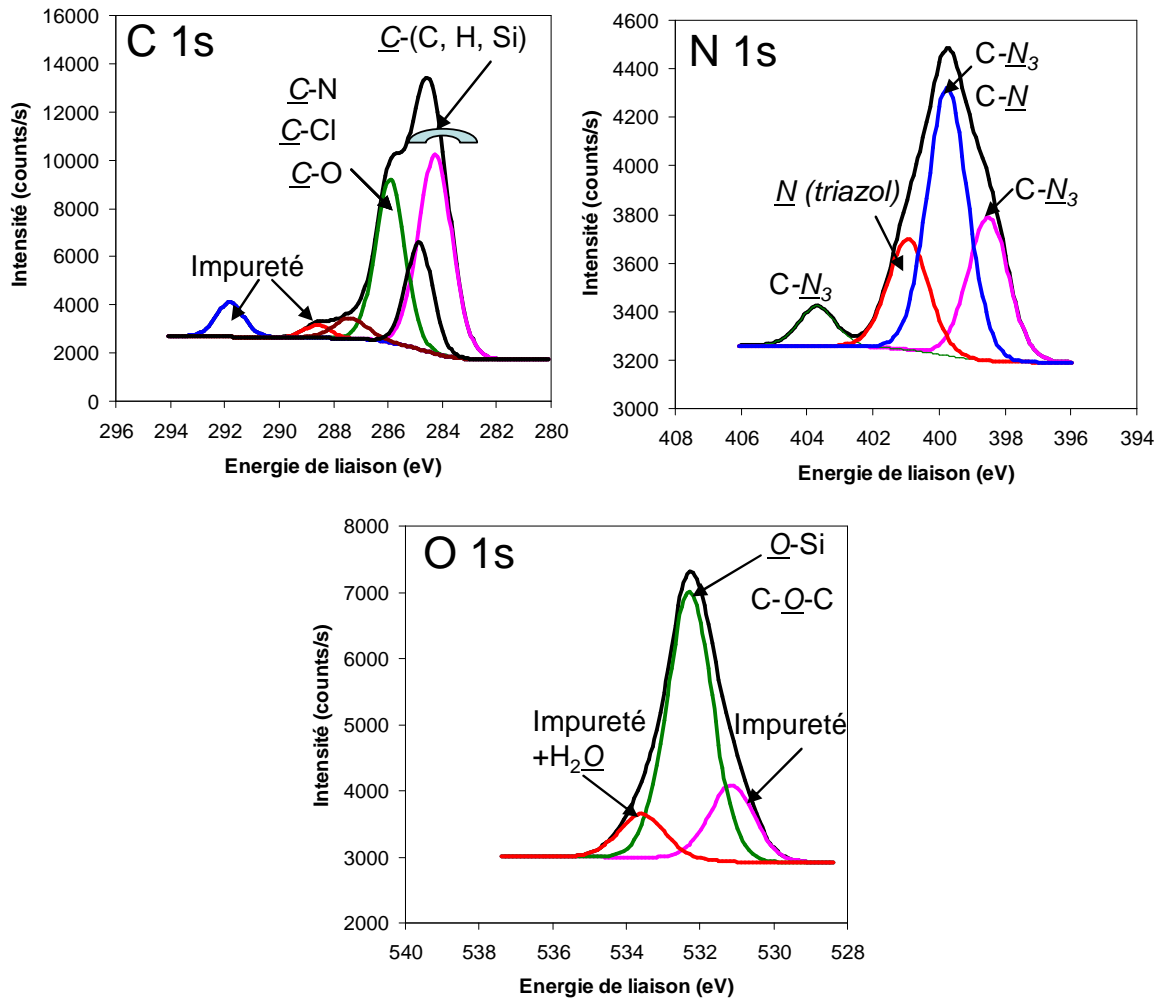 C 1s
C-(C, H, Si)
C-N
C-Cl
C-O
Impureté
Intensité (counts/s)
16000
14000
12000
10000
8000
6000
4000
2000
0
296 294 292 290 288 286 284 282 280
Energie de liaison (eV)
N 1s
C-N3
C-N
N (triazol)
C-N3
C-N3
Intensité (counts/s)
4600
4400
4200
4000
3800
3600
3400
3200
3000
408 406 404 402 400 398 396 394
Energie de liaison (eV)
O 1s
O-Si
C-O-C
Impureté
+H2O
Impureté
Intensité (counts/s)
8000
7000
6000
5000
4000
3000
2000
540 538 536 534 532 530 528
Energie de liaison (eV)